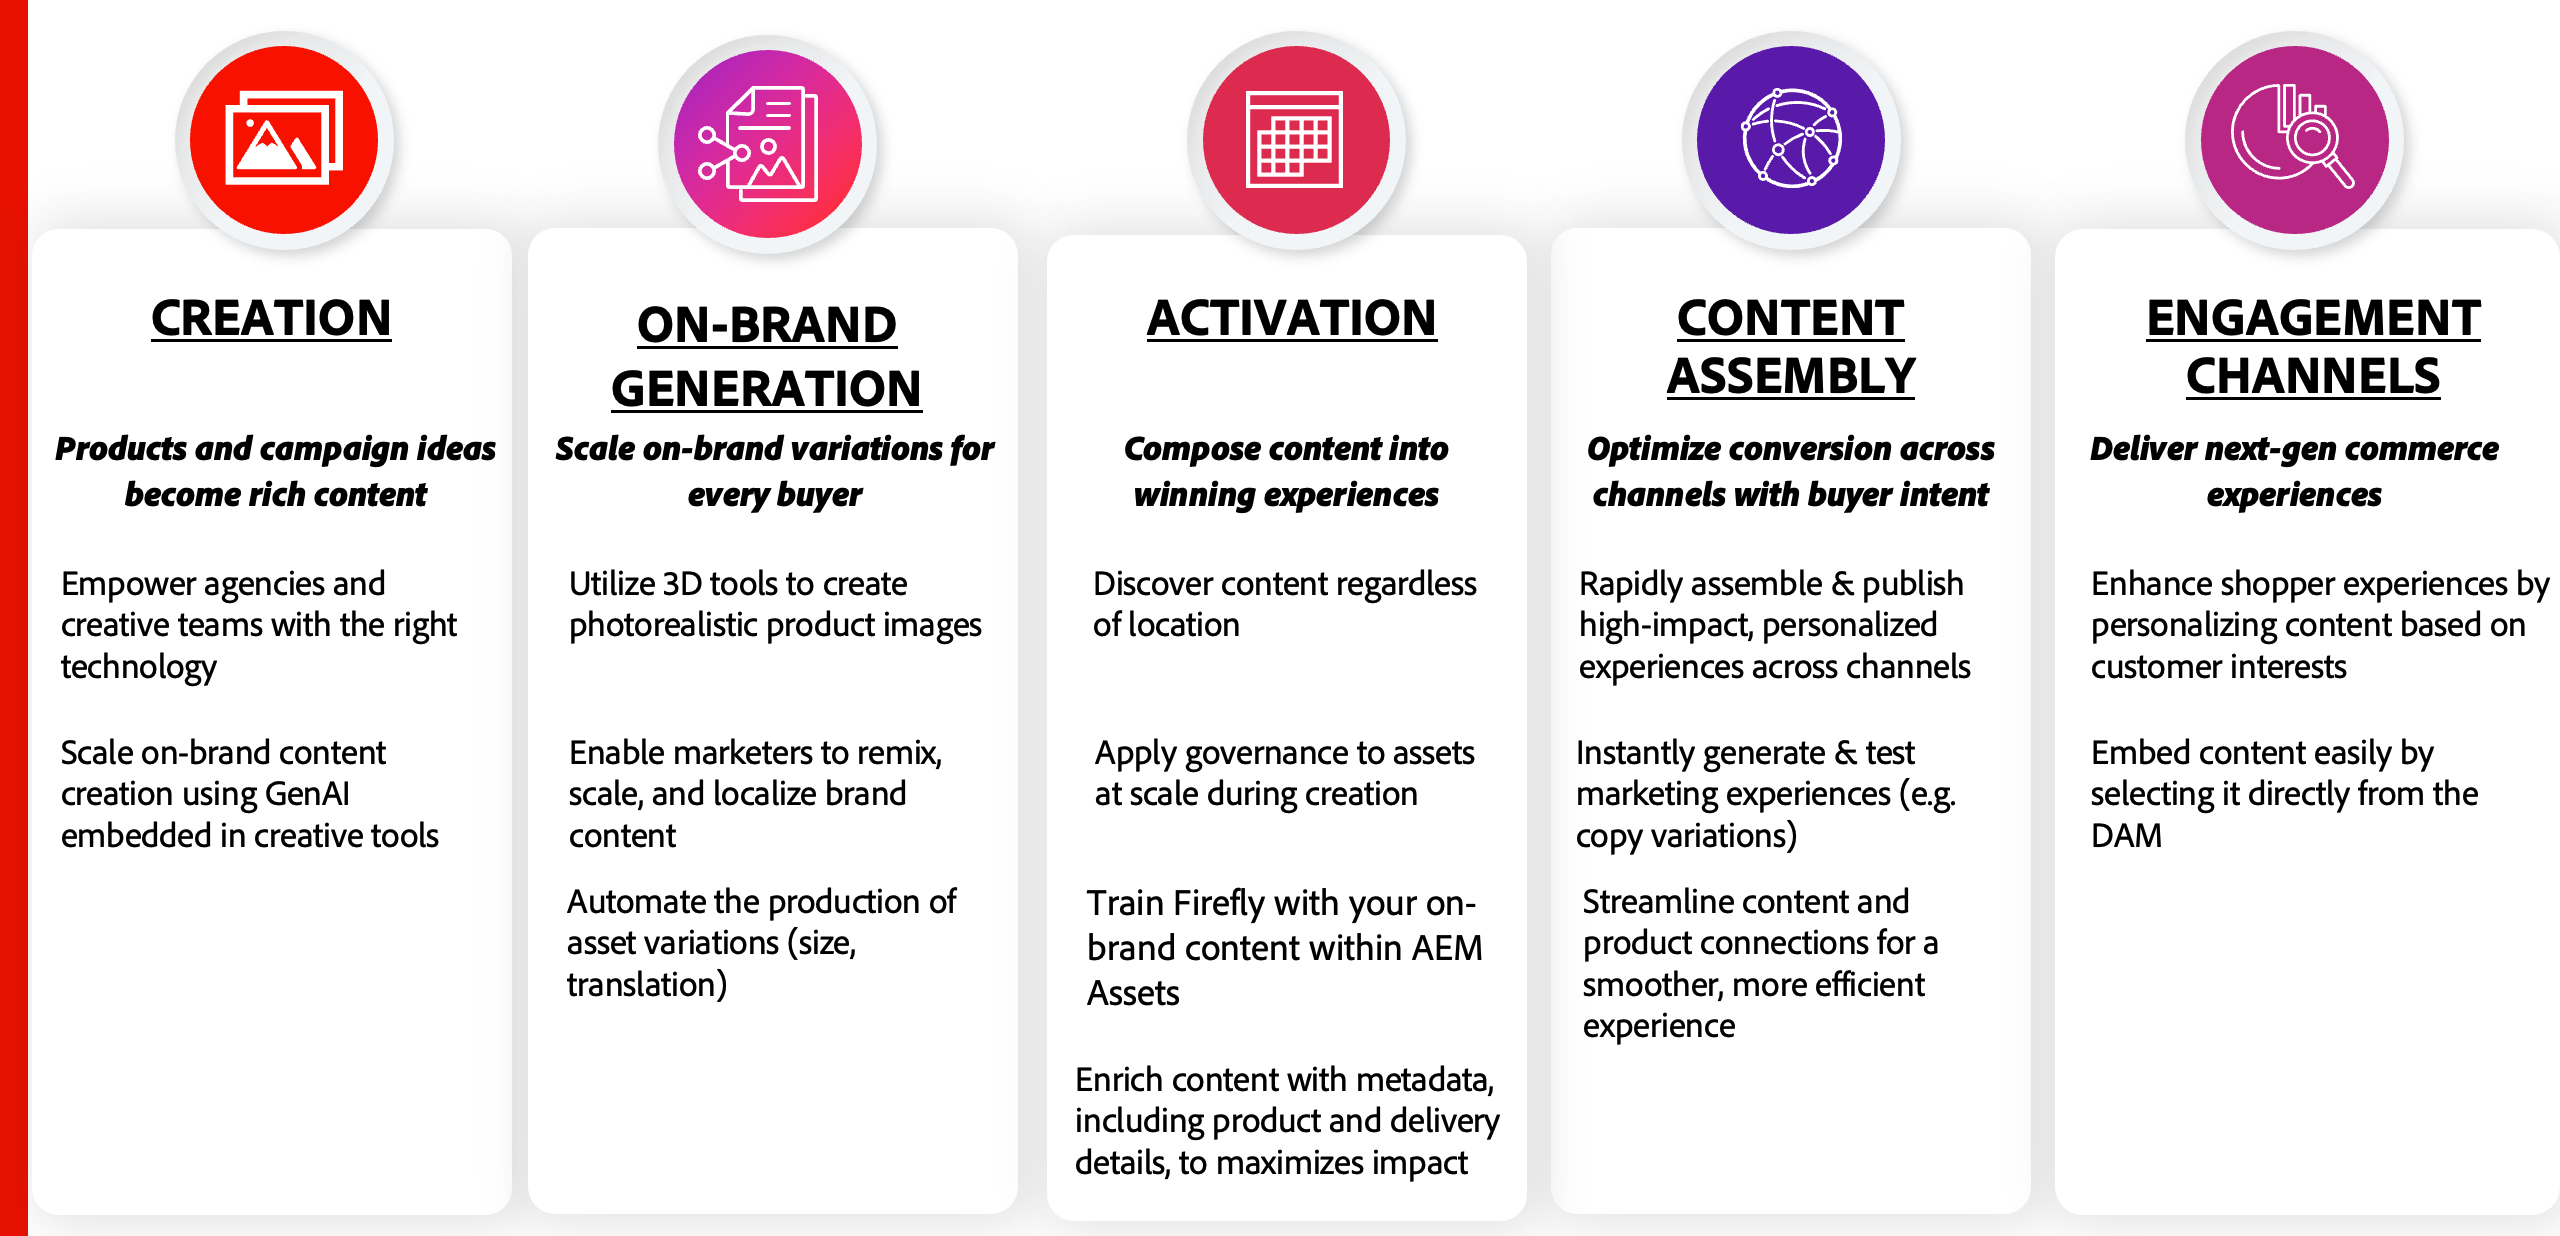 CREATION
Products and campaign ideas
become rich content
Empower agencies and
creative teams with the right
technology
Scale on-brand content
creation using GenAI
embedded in creative tools
ON-BRAND
GENERATION
Scale on-brand variations for
every buyer
Utilize 3D tools to create
photorealistic product images
Enable marketers to remix,
scale, and localize brand
content
Automate the production of
asset variations (size,
translation)
ACTIVATION
Compose content into
winning experiences
Discover content regardless
of location
Apply governance to assets
at scale during creation
Train Firefly with your on-
brand content within AEM
Assets
Enrich content with metadata,
including product and delivery
details, to maximizes impact
CONTENT
ASSEMBLY
Optimize conversion across
channels with buyer intent
Rapidly assemble & publish
high-impact, personalized
experiences across channels
Instantly generate & test
marketing experiences (e.g.
copy variations)
Streamline content and
product connections for a
smoother, more efficient
experience
ENGAGEMENT
CHANNELS
Deliver next-gen commerce
experiences
Enhance shopper experiences by
personalizing content based on
customer interests
Embed content easily by
selecting it directly from the
DAM